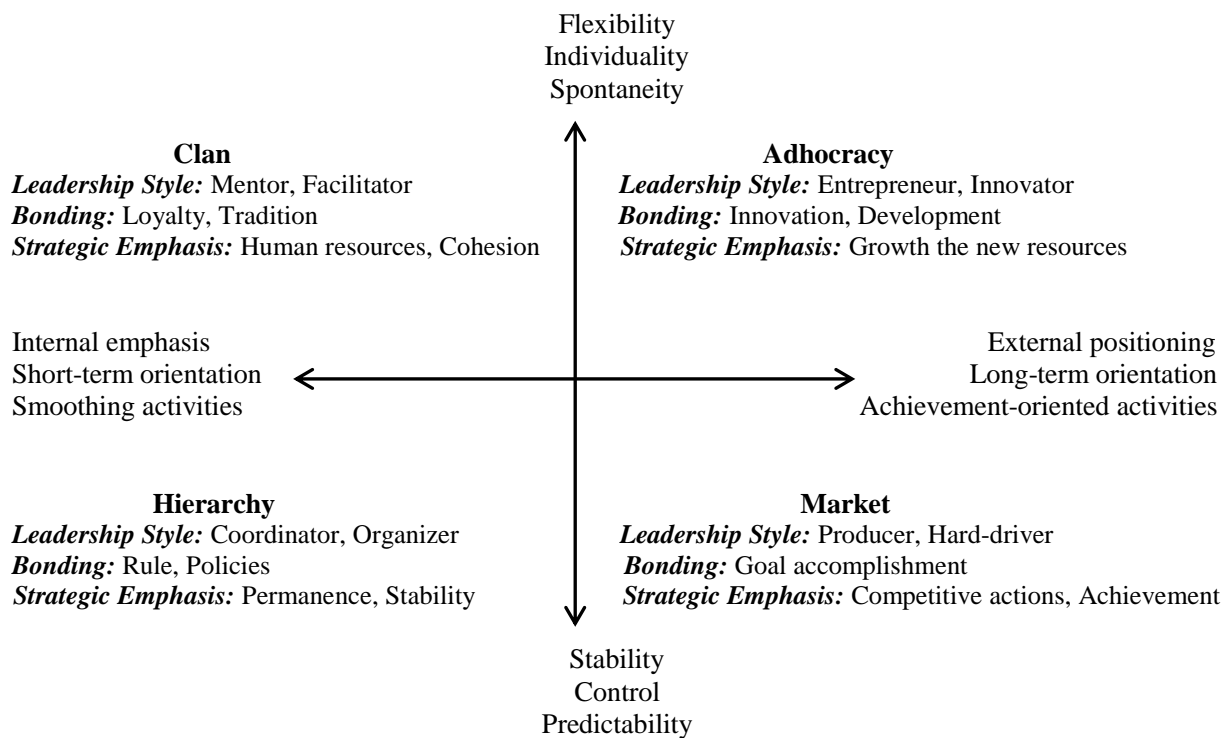 Flexibility
Individuality
Spontaneity
Clan
Leadership Style: Mentor, Facilitator
Bonding: Loyalty, Tradition
Strategic Emphasis: Human resources, Cohesion
Adhocracy
Leadership Style: Entrepreneur, Innovator
Bonding: Innovation, Development
Strategic Emphasis: Growth the new resources
Internal emphasis
Short-term orientation
Smoothing activities
External positioning
Long-term orientation
Achievement-oriented activities
Hierarchy
Leadership Style: Coordinator, Organizer
Bonding: Rule, Policies
Strategic Emphasis: Permanence, Stability
Market
Leadership Style: Producer, Hard-driver
Bonding: Goal accomplishment
Strategic Emphasis: Competitive actions, Achievement
Stability
Control
Predictability